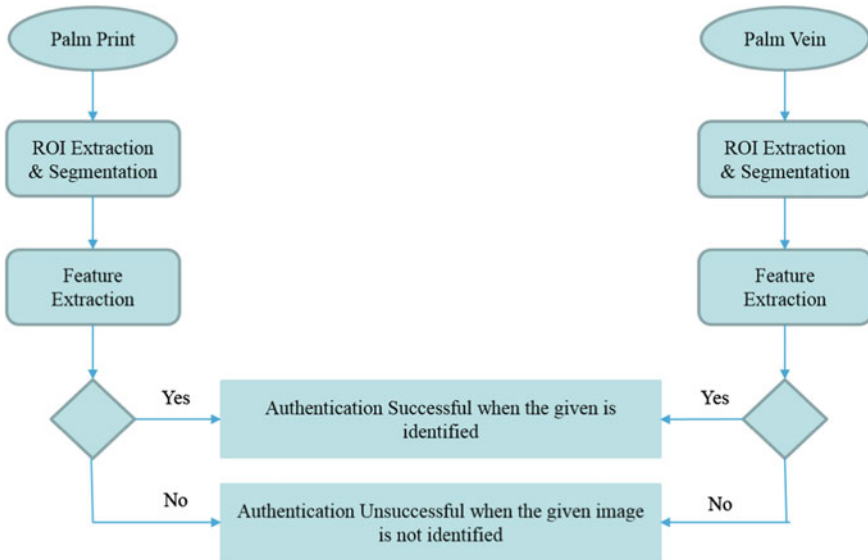 Palm Print
Palm Vein
ROI Extraction
& Segmentation
ROI Extraction
& Segmentation
Feature
Extraction
Feature
Extraction
Yes
Authentication Successful when the given is
identified
Yes
No
Authentication Unsuccessful when the given image
is not identified
No